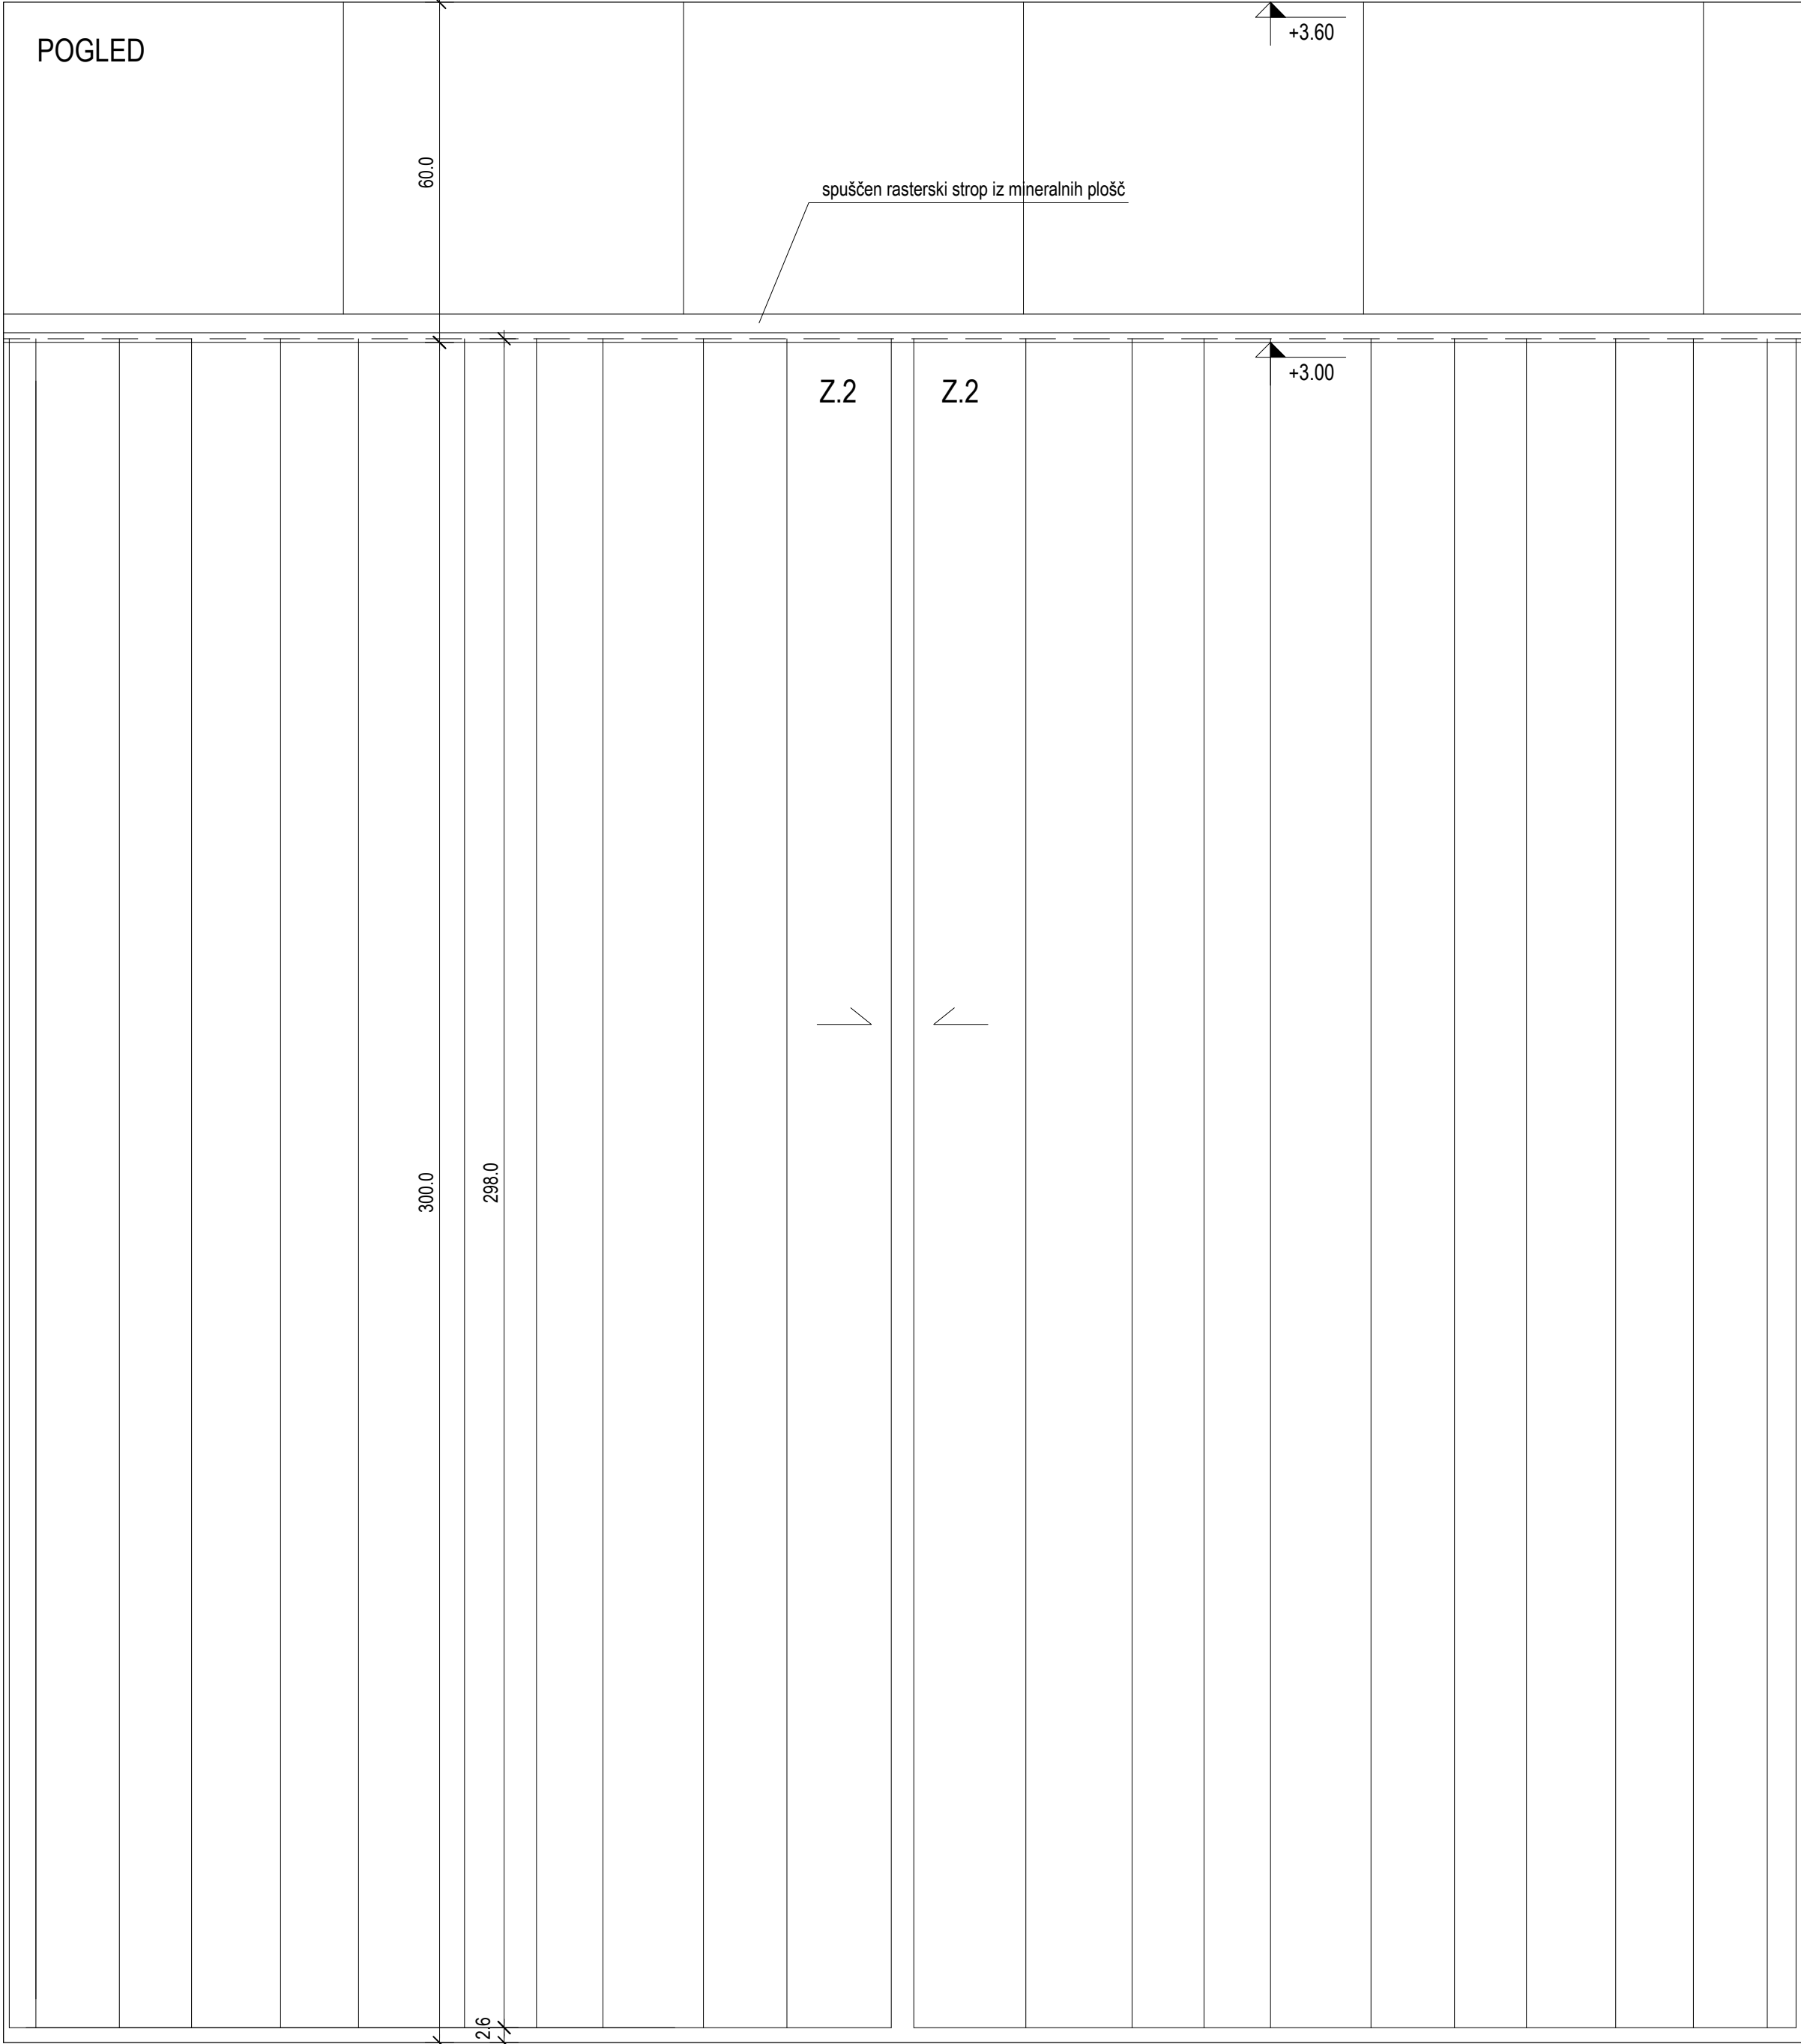 POGLED
+3.60
60.0
spuščen rasterski strop iz mineralnih plošč
+3.00
Z.2
Z.2
300.0
298.0
2.6